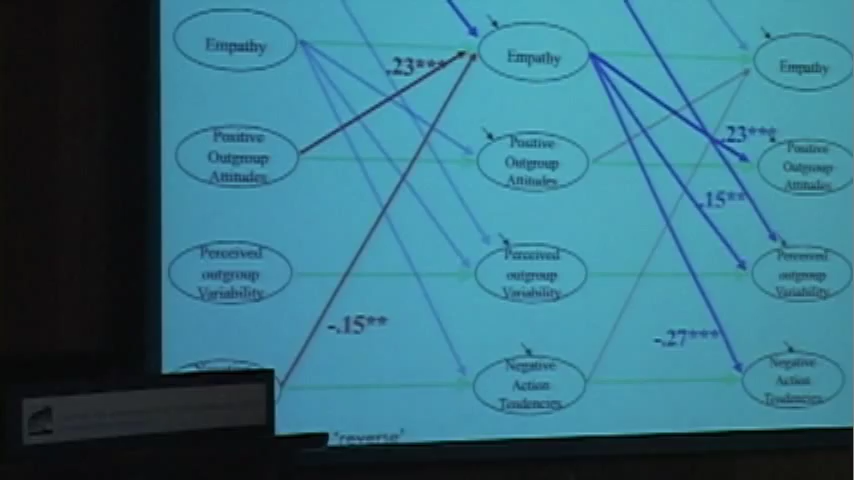 Empathy
Empathy
Empathy
.23***
.23***
Positive
Outgroup
Attitudes
Positive
Outgroup
Attitudes
Positive
Outgroup
Attitudes
.15**
Perceived
outgroup
Variability
Perceived
outgroup
Variability
Perceived
outgroup
Variability
-.15**
-.27***
Negative
Action
Tendencies
Negative
Action
Tendencies
'reverse'